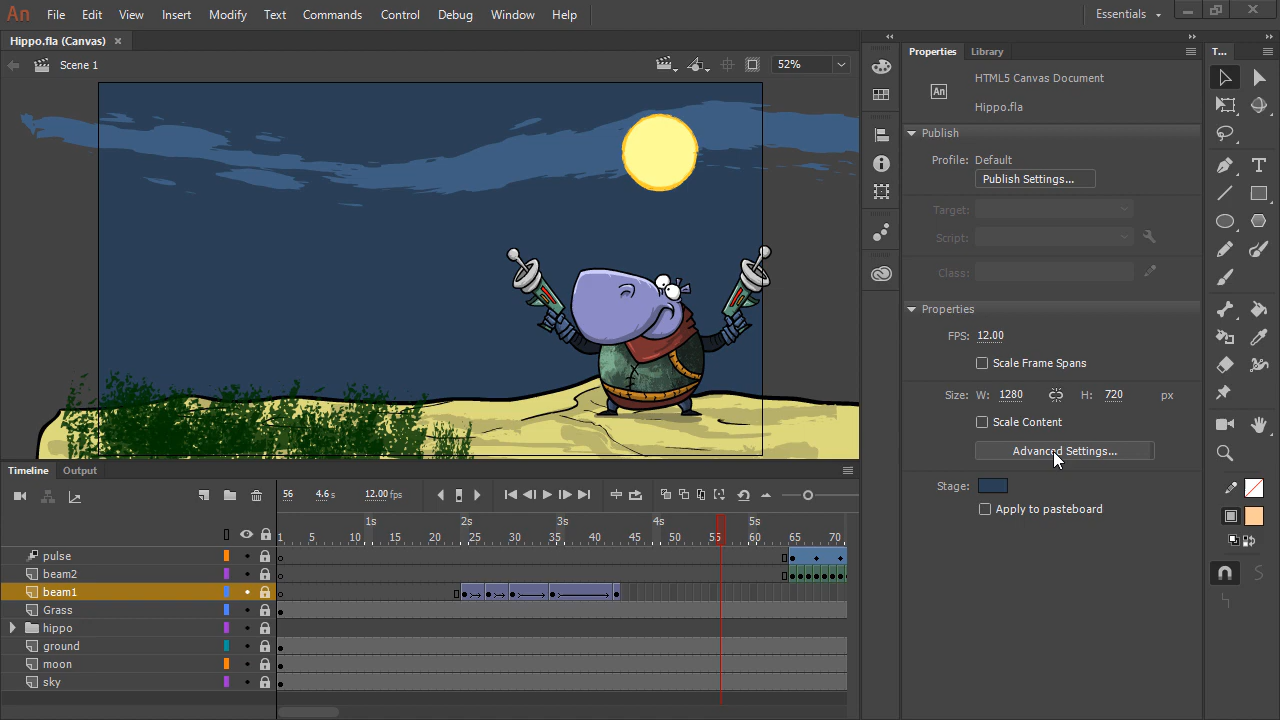 An File Edit View Insert Modify Text Commands Control Debug Window Help Essentials
Hippo.fla (Canvas) × Properties Library T...
Scene 1 52%
HTML5 Canvas Document
An
Hippo.fla
Publish
Profile: Default
Publish Settings...
Target:
Script:
Class:
Properties
FPS: 12.00
Scale Frame Spans
Size: W: 1280 H: 720 px
Scale Content
Advanced Settings...
Stage:
Apply to pasteboard
Timeline Output
56 4.6 s 12.00 fps
1s 2s 3s 4s 5s
1 5 10 15 20 25 30 35 40 45 50 55 60 65 70
pulse
beam2
beam1
Grass
hippo
ground
moon
sky